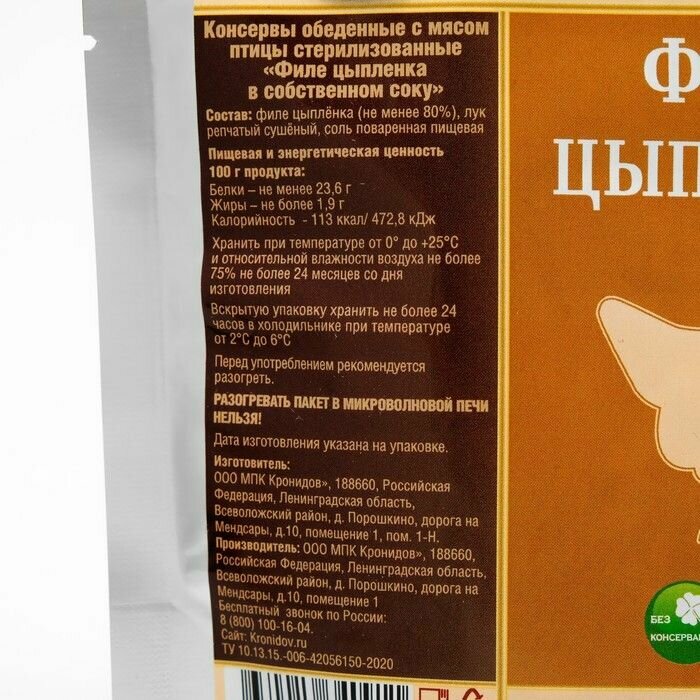 Консервы обеденные с мясом
птицы стерилизованные
«Филе цыпленка
в собственном соку»
Состав: филе цыплёнка (не менее 80%), лук
репчатый сушёный, соль поваренная пищевая
Пищевая и энергетическая ценность
100 г продукта:
Белки – не менее 23,6 г
Жиры – не более 1,9 г
Калорийность - 113 ккал/ 472,8 кДж
Хранить при температуре от 0° до +25°С
и относительной влажности воздуха не более
75% не более 24 месяцев со дня
изготовления
Вскрытую упаковку хранить не более 24
часов в холодильнике при температуре
от 2°С до 6°С
Перед употреблением рекомендуется
разогреть.
РАЗОГРЕВАТЬ ПАКЕТ В МИКРОВОЛНОВОЙ ПЕЧИ
НЕЛЬЗЯ!
Дата изготовления указана на упаковке.
Изготовитель:
ООО МПК Кронидов», 188660, Российская
Федерация, Ленинградская область,
Всеволожский район, д. Порошкино, дорога на
Мендсары, д.10, помещение 1, пом. 1-Н.
Производитель: ООО МПК Кронидов», 188660,
Российская Федерация, Ленинградская область,
Всеволожский район, д. Порошкино, дорога на
Мендсары, д.10, помещение 1
Бесплатный звонок по России:
8 (800) 100-16-04.
Сайт: Kronidov.ru
ТУ 10.13.15.-006-42056150-2020
Ф
ЦЫП
БЕЗ
КОНСЕРВА